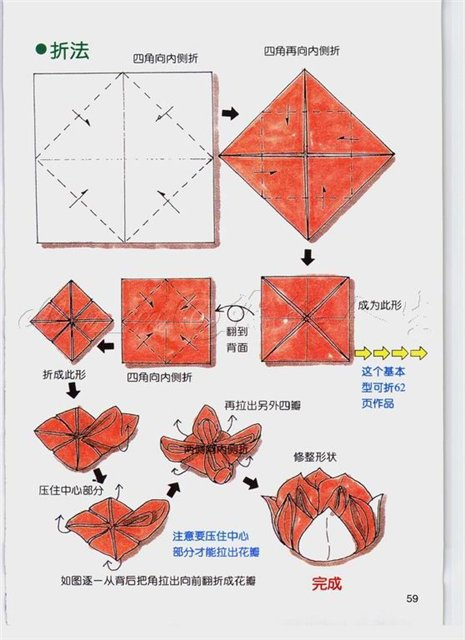 折法
四角向内侧折
四角再向内侧折
成为此形
翻到
背面
四角向内侧折
折成此形
这个基本
型可折62
页作品
再拉出另外四瓣
压住中心部分
修整形状
注意要压住中心
部分才能拉出花瓣
如图逐一从背后把角拉出向前翻折成花瓣
完成
59